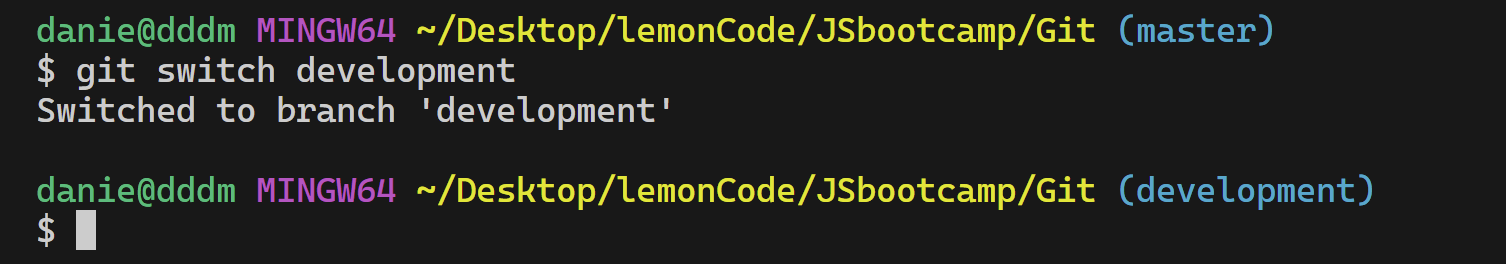 danie@dddm MINGW64 ~/Desktop/lemonCode/JSbootcamp/Git (master)
$ git switch development
Switched to branch 'development'
danie@dddm MINGW64 ~/Desktop/lemonCode/JSbootcamp/Git (development)
$